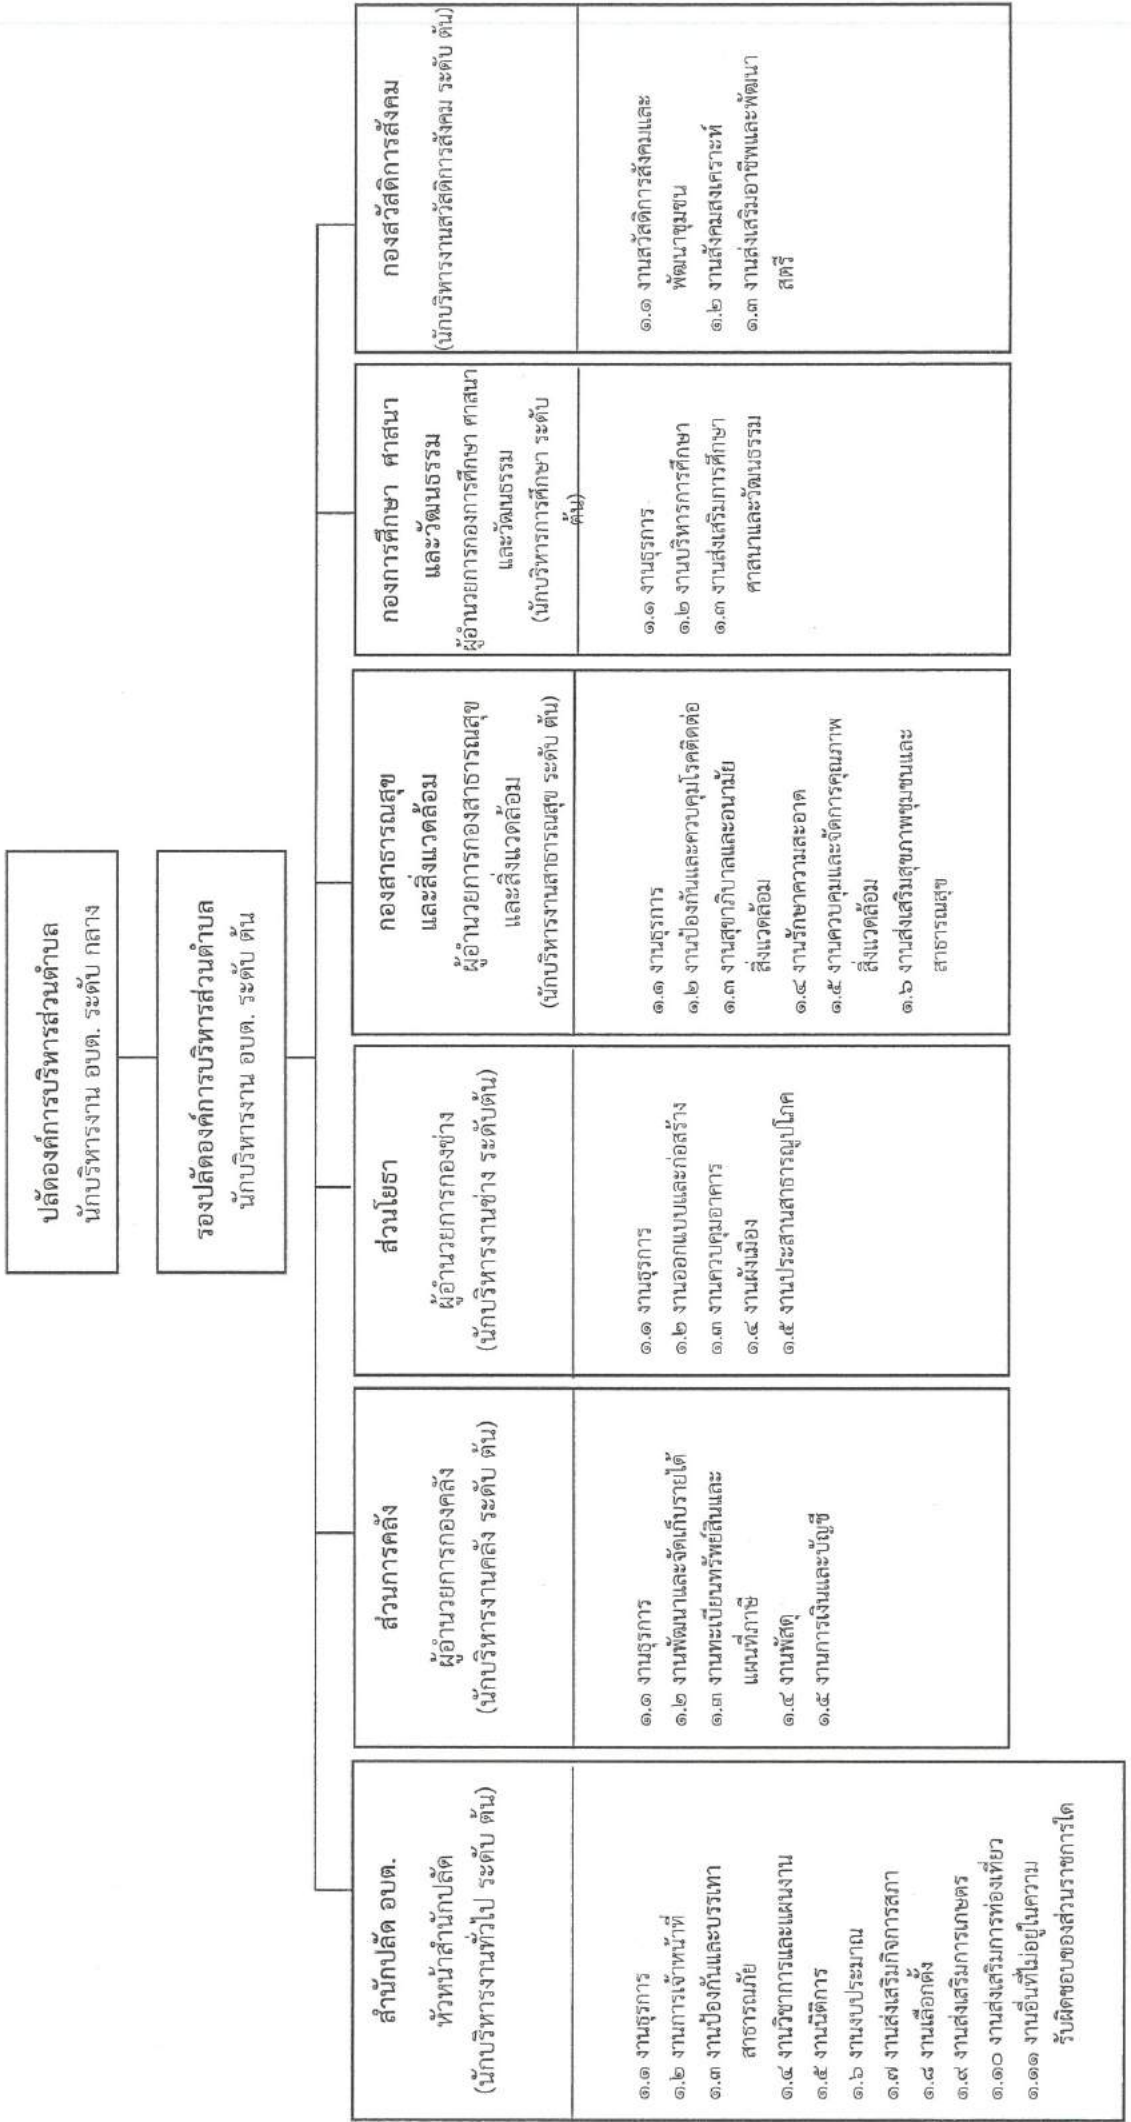 ปลัดองค์การบริหารส่วนตำบล
นักบริหารงาน อบต. ระดับ กลาง
รองปลัดองค์การบริหารส่วนตำบล
นักบริหารงาน อบต. ระดับ ต้น
สำนักปลัด อบต.
หัวหน้าสำนักปลัด
(นักบริหารงานทั่วไป ระดับ ต้น)
๑.๑ งานธุรการ
๑.๒ งานการเจ้าหน้าที่
๑.๓ งานป้องกันและบรรเทา
สาธารณภัย
๑.๔ งานวิชาการและแผนงาน
๑.๕ งานนิติการ
๑.๖ งานงบประมาณ
๑.๗ งานส่งเสริมกิจการสภา
๑.๘ งานเลือกตั้ง
๑.๙ งานส่งเสริมการเกษตร
๑.๑๐ งานส่งเสริมการท่องเที่ยว
๑.๑๑ งานอื่นที่ไม่อยู่ในความ
รับผิดชอบของส่วนราชการใด
ส่วนการคลัง
ผู้อำนวยการกองคลัง
(นักบริหารงานคลัง ระดับ ต้น)
๑.๑ งานธุรการ
๑.๒ งานพัฒนาและจัดเก็บรายได้
๑.๓ งานทะเบียนทรัพย์สินและ
แผนที่ภาษี
๑.๔ งานพัสดุ
๑.๕ งานการเงินและบัญชี
ส่วนโยธา
ผู้อำนวยการกองช่าง
(นักบริหารงานช่าง ระดับต้น)
๑.๑ งานธุรการ
๑.๒ งานออกแบบและก่อสร้าง
๑.๓ งานควบคุมอาคาร
๑.๔ งานผังเมือง
๑.๕ งานประสานสาธารณูปโภค
กองสาธารณสุข
และสิ่งแวดล้อม
ผู้อำนวยการกองสาธารณสุข
และสิ่งแวดล้อม
(นักบริหารงานสาธารณสุข ระดับ ต้น)
๑.๑ งานธุรการ
๑.๒ งานป้องกันและควบคุมโรคติดต่อ
๑.๓ งานสุขาภิบาลและอนามัย
สิ่งแวดล้อม
๑.๔ งานรักษาความสะอาด
๑.๕ งานควบคุมและจัดการคุณภาพ
สิ่งแวดล้อม
๑.๖ งานส่งเสริมสุขภาพชุมชนและ
สาธารณสุข
กองการศึกษา ศาสนา
และวัฒนธรรม
ผู้อำนวยการกองการศึกษา ศาสนา
และวัฒนธรรม
(นักบริหารการศึกษา ระดับ
ต้น)
๑.๑ งานธุรการ
๑.๒ งานบริหารการศึกษา
๑.๓ งานส่งเสริมการศึกษา
ศาสนาและวัฒนธรรม
กองสวัสดิการสังคม
(นักบริหารงานสวัสดิการสังคม ระดับ ต้น)
๑.๑ งานสวัสดิการสังคมและ
พัฒนาชุมชน
๑.๒ งานสังคมสงเคราะห์
๑.๓ งานส่งเสริมอาชีพและพัฒนา
สตรี